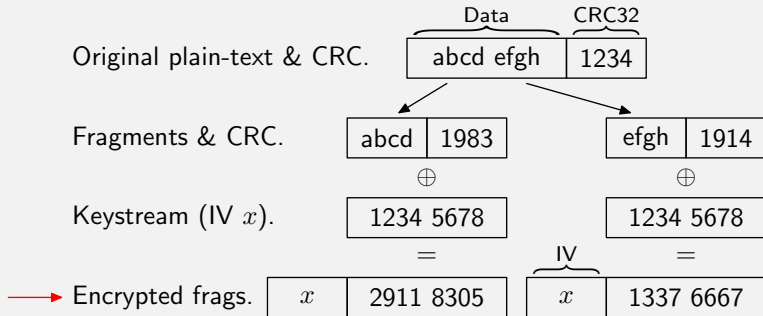 Data CRC32
Original plain-text & CRC. abcd efgh 1234
Fragments & CRC. abcd 1983 efgh 1914
⊕ ⊕
Keystream (IV x). 1234 5678 1234 5678
= IV =
Encrypted frags. x 2911 8305 x 1337 6667